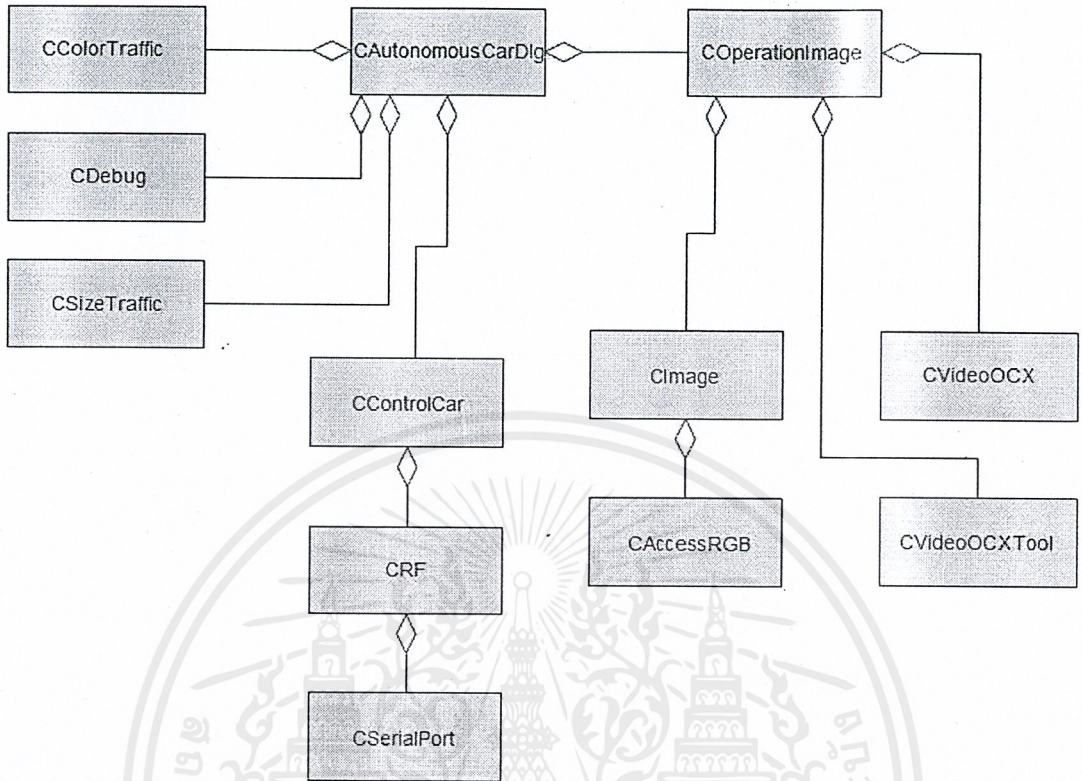 CColorTraffic
CAutonomousCarDlg
COperationImage
CDebug
CSizeTraffic
CControlCar
CImage
CVideoOCX
CRF
CAccessRGB
CVideoOCXTool
CSerialPort